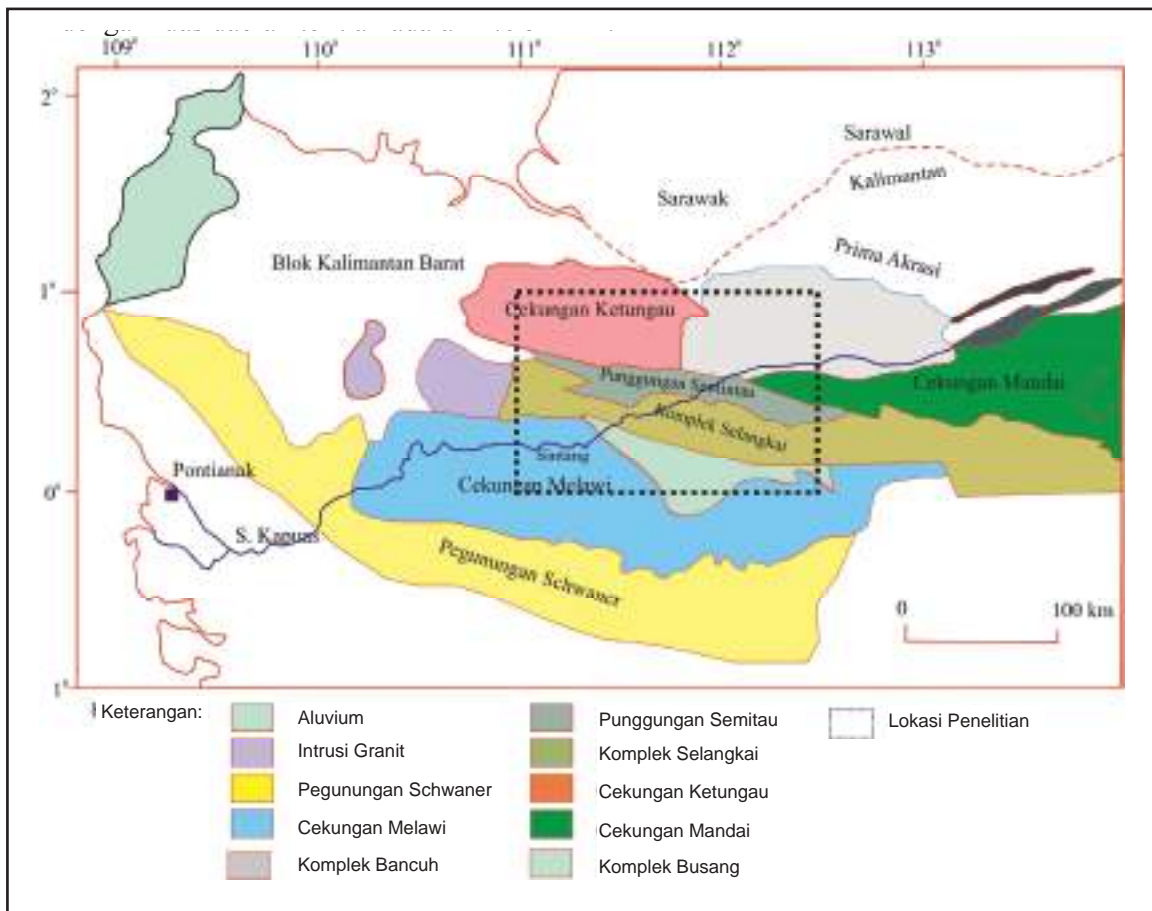 109° 110° 111° 112° 113°
2°
Sarawal
Kalimantan
Sarawak
Prima Akrasi
Blok Kalimantan Barat
1°
Cekungan Ketungau
Punggungan Semitau
Cekungan Mandai
Komplek Selangkai
Pontianak
Sintang
Cekungan Melawi
0°
S. Kapuas
Pegunungan Schwaner
0 100 km
1°
Keterangan:
Aluvium
Intrusi Granit
Pegunungan Schwaner
Cekungan Melawi
Komplek Bancuh
Punggungan Semitau
Komplek Selangkai
Cekungan Ketungau
Cekungan Mandai
Komplek Busang
Lokasi Penelitian